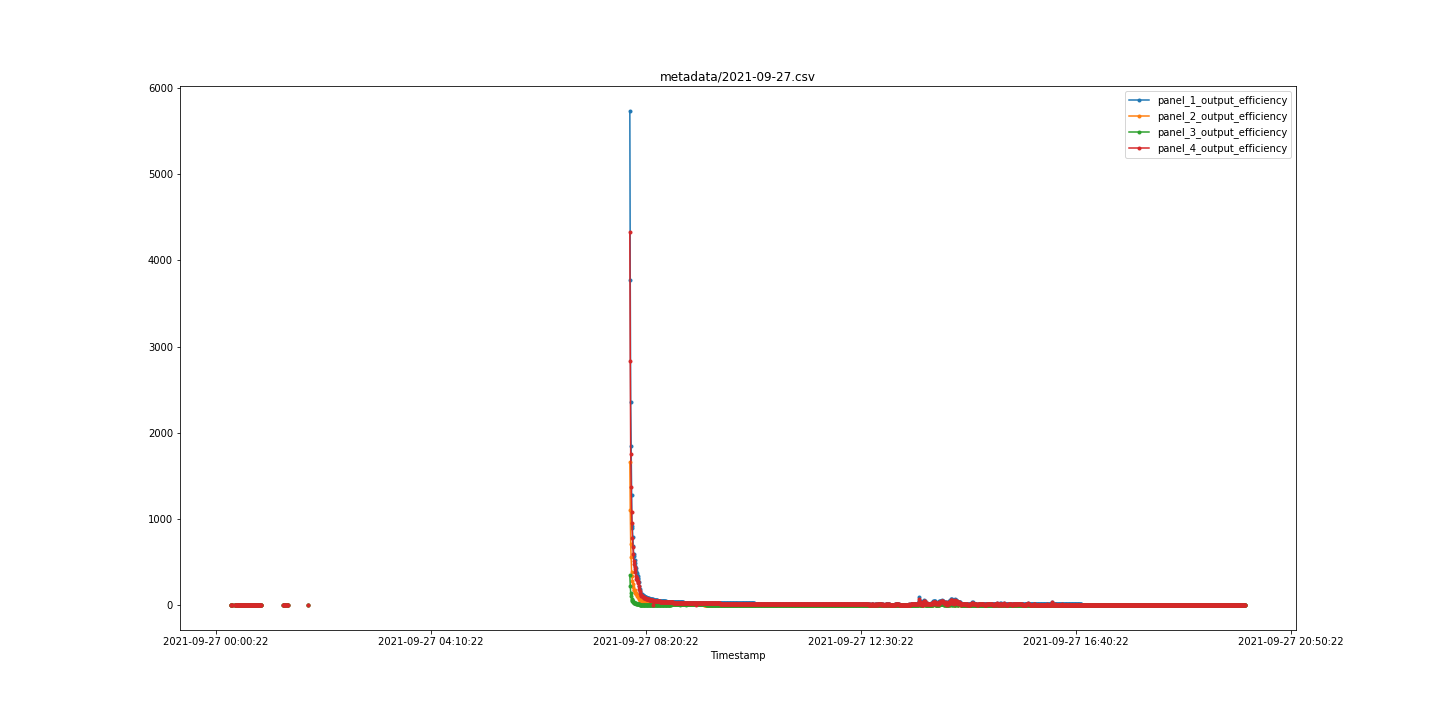 metadata/2021-09-27.csv
6000
5000
4000
3000
2000
1000
0
panel_1_output_efficiency
panel_2_output_efficiency
panel_3_output_efficiency
panel_4_output_efficiency
2021-09-27 00:00:22 2021-09-27 04:10:22 2021-09-27 08:20:22 2021-09-27 12:30:22 2021-09-27 16:40:22 2021-09-27 20:50:22
Timestamp